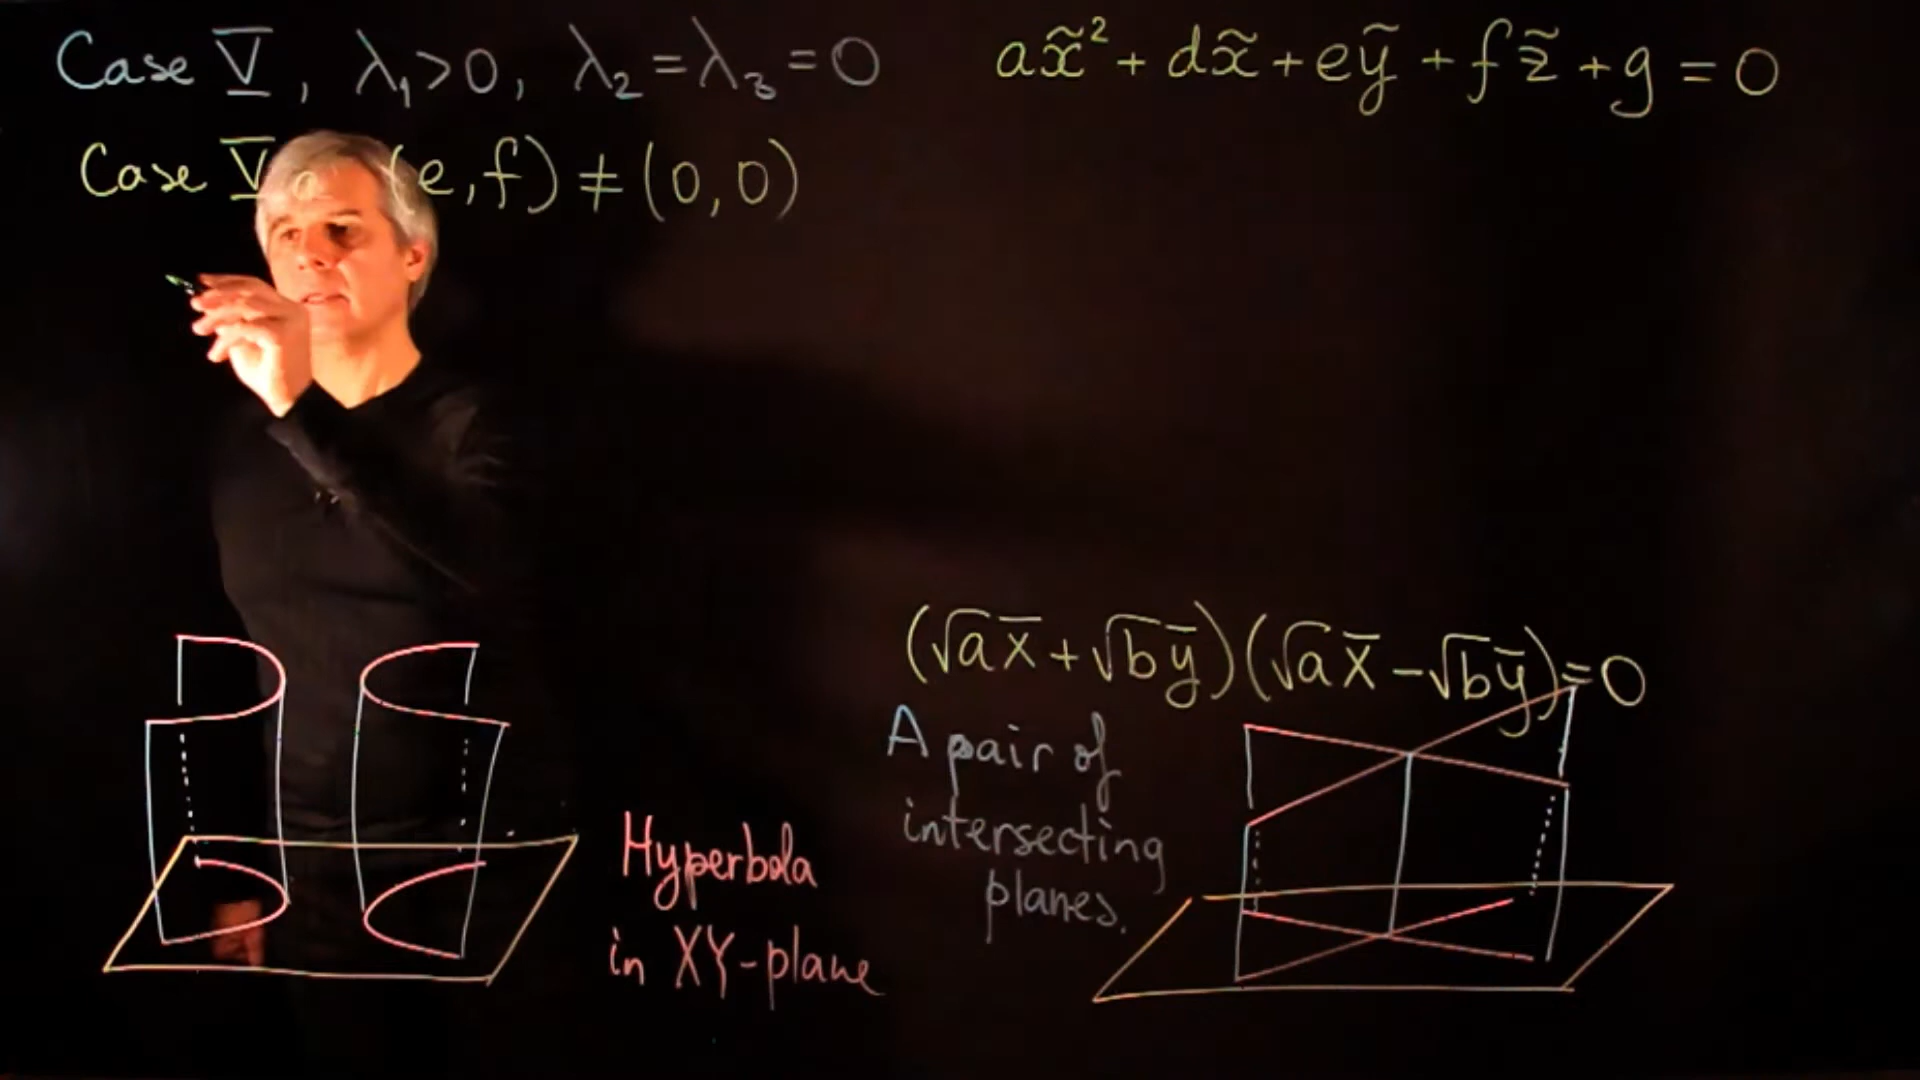 Case V, λ₁>0, λ₂=λ₃=0
ax̃²+dx̃+eỹ+fz̃+g=0
Case V (e,f)≠(0,0)
(√a x̄+√b ȳ)(√a x̄-√b ȳ)=0
A pair of
intersecting
planes.
Hyperbola
in XY-plane